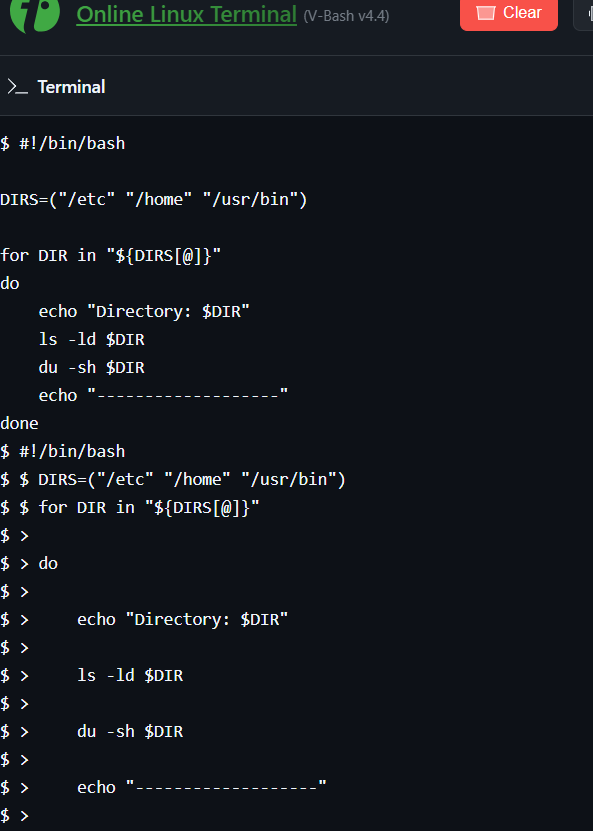 Online Linux Terminal (V-Bash v4.4)
Clear
>_ Terminal
$ #!/bin/bash
DIRS=("/etc" "/home" "/usr/bin")
for DIR in "${DIRS[@]}"
do
    echo "Directory: $DIR"
    ls -ld $DIR
    du -sh $DIR
    echo "-------------------"
done
$ #!/bin/bash
$ $ DIRS=("/etc" "/home" "/usr/bin")
$ $ for DIR in "${DIRS[@]}"
$ >
$ > do
$ >
$ >     echo "Directory: $DIR"
$ >
$ >     ls -ld $DIR
$ >
$ >     du -sh $DIR
$ >
$ >     echo "-------------------"
$ >